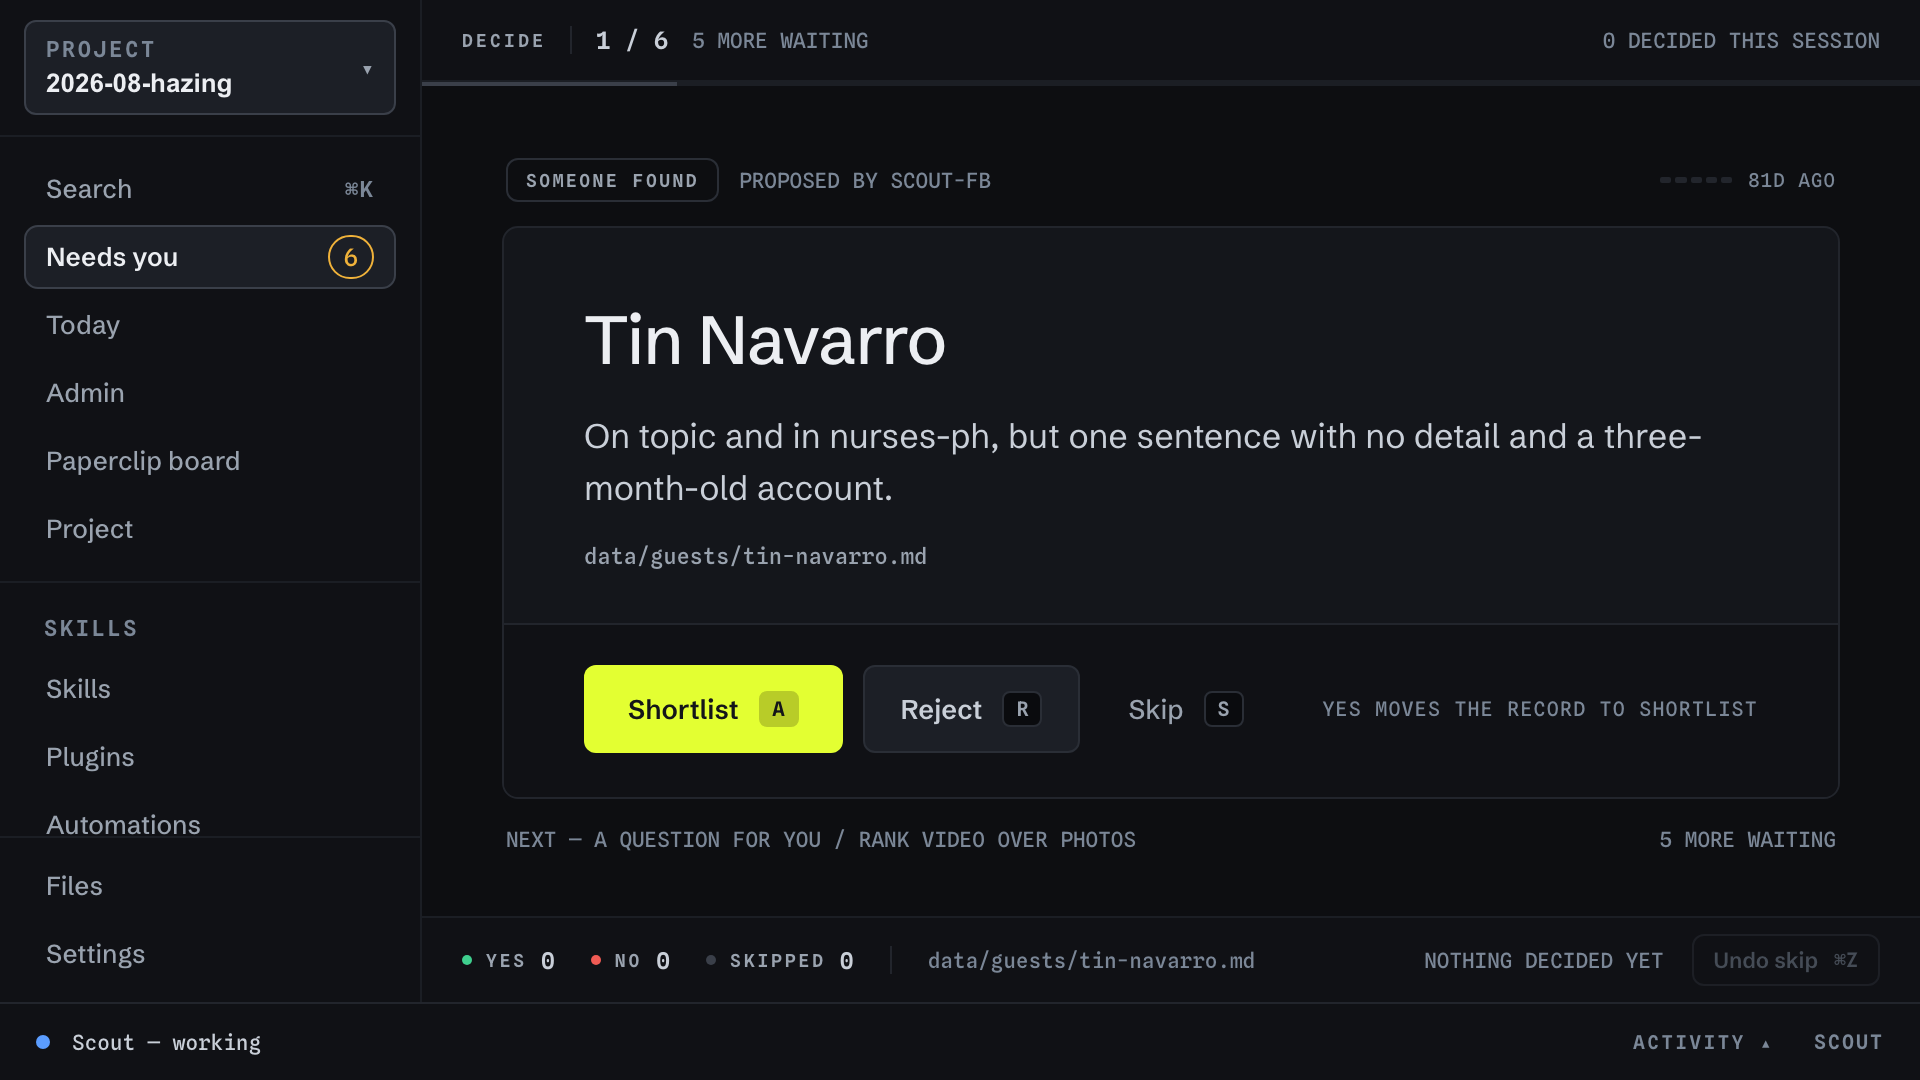 PROJECT
2026-08-hazing ▼
Search ⌘K
Needs you 6
Today
Admin
Paperclip board
Project
SKILLS
Skills
Plugins
Automations
Files
Settings
DECIDE 1 / 6 5 MORE WAITING 0 DECIDED THIS SESSION
SOMEONE FOUND PROPOSED BY SCOUT-FB 81D AGO
Tin Navarro
On topic and in nurses-ph, but one sentence with no detail and a three-
month-old account.
data/guests/tin-navarro.md
Shortlist A Reject R Skip S YES MOVES THE RECORD TO SHORTLIST
NEXT — A QUESTION FOR YOU / RANK VIDEO OVER PHOTOS 5 MORE WAITING
YES 0 NO 0 SKIPPED 0 data/guests/tin-navarro.md NOTHING DECIDED YET Undo skip ⌘Z
Scout — working ACTIVITY ▲ SCOUT